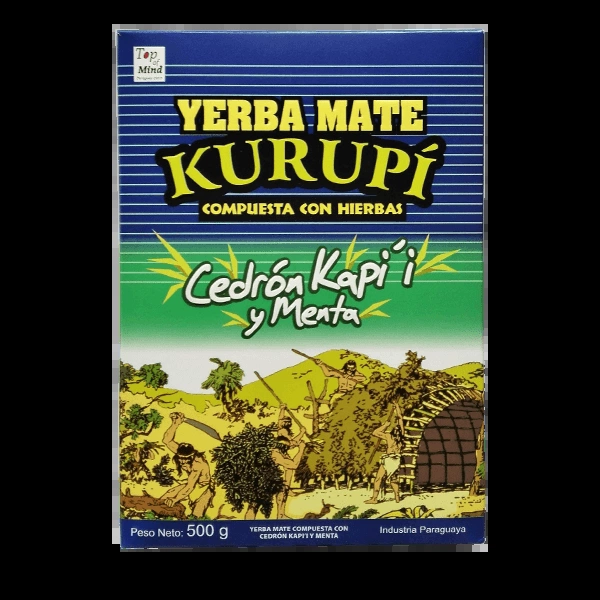 Top
of
Mind
YERBA MATE
KURUPÍ
COMPUESTA CON HIERBAS
Cedrón Kapi´i
y Menta
Peso Neto: 500 g
YERBA MATE COMPUESTA CON
CEDRÓN KAPI'I Y MENTA
Industria Paraguaya